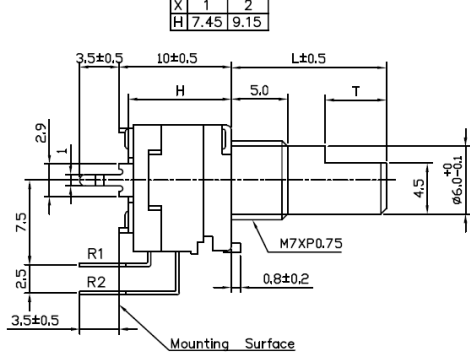 X 1 2
H 7.45 9.15
3.5±0.5 10±0.5 L±0.5
H 5.0 T
2.9
1
4.5
ø6.0+0-0.1
7.5
M7XP0.75
R1
2.5
R2
0.8±0.2
3.5±0.5
Mounting Surface